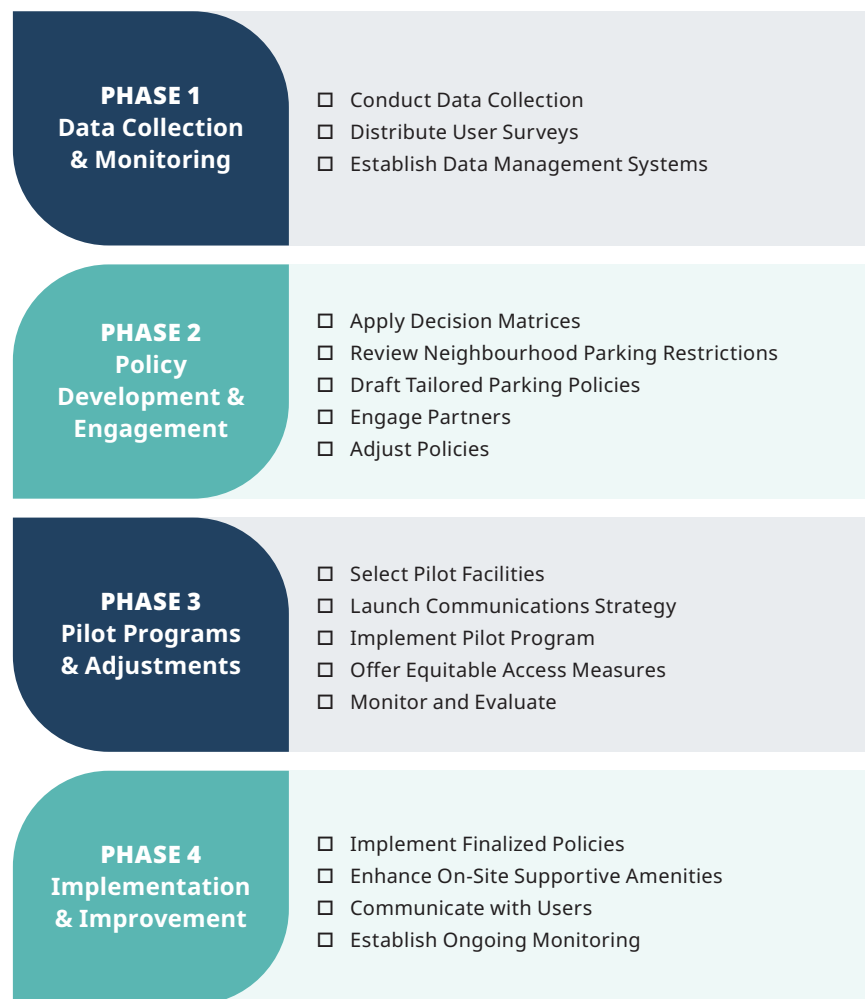 PHASE 1
Data Collection
& Monitoring
☐ Conduct Data Collection
☐ Distribute User Surveys
☐ Establish Data Management Systems
PHASE 2
Policy
Development &
Engagement
☐ Apply Decision Matrices
☐ Review Neighbourhood Parking Restrictions
☐ Draft Tailored Parking Policies
☐ Engage Partners
☐ Adjust Policies
PHASE 3
Pilot Programs
& Adjustments
☐ Select Pilot Facilities
☐ Launch Communications Strategy
☐ Implement Pilot Program
☐ Offer Equitable Access Measures
☐ Monitor and Evaluate
PHASE 4
Implementation
& Improvement
☐ Implement Finalized Policies
☐ Enhance On-Site Supportive Amenities
☐ Communicate with Users
☐ Establish Ongoing Monitoring